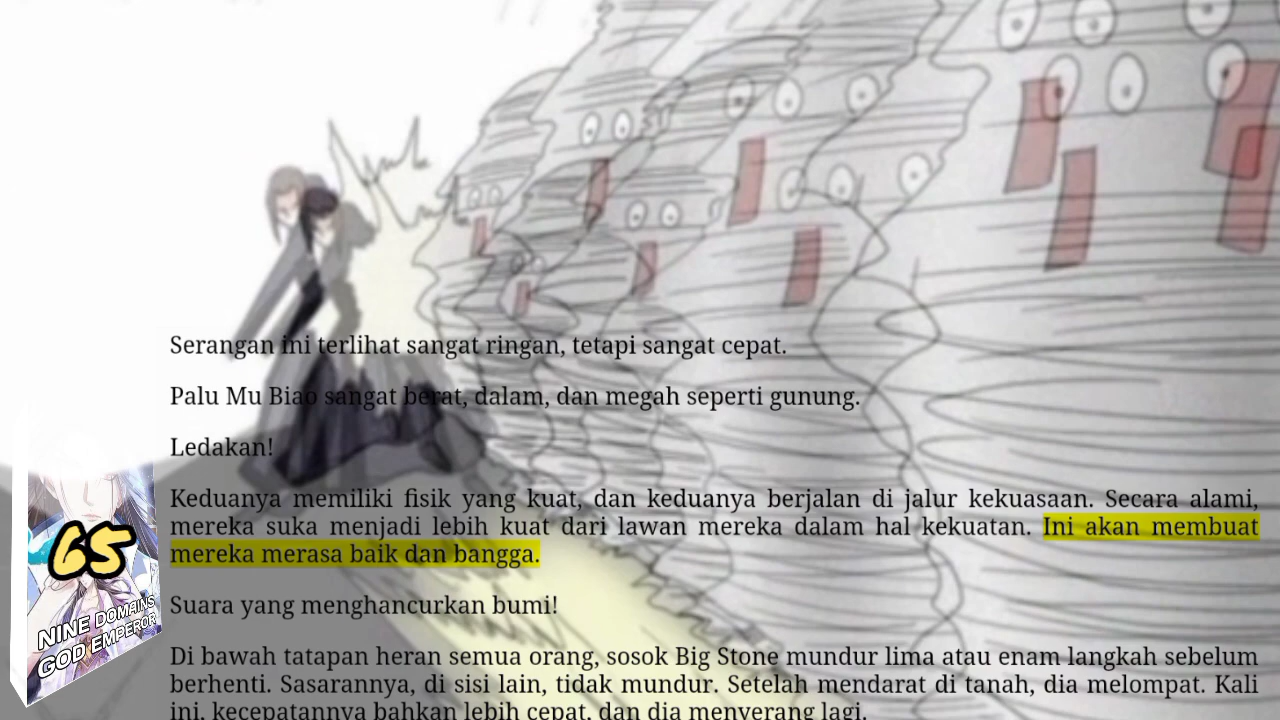 Serangan ini terlihat sangat ringan, tetapi sangat cepat.
Palu Mu Biao sangat berat, dalam, dan megah seperti gunung.
Ledakan!
Keduanya memiliki fisik yang kuat, dan keduanya berjalan di jalur kekuasaan. Secara alami,
mereka suka menjadi lebih kuat dari lawan mereka dalam hal kekuatan. Ini akan membuat
mereka merasa baik dan bangga.
Suara yang menghancurkan bumi!
Di bawah tatapan heran semua orang, sosok Big Stone mundur lima atau enam langkah sebelum
berhenti. Sasarannya, di sisi lain, tidak mundur. Setelah mendarat di tanah, dia melompat. Kali
ini, kecepatannya bahkan lebih cepat, dan dia menyerang lagi.
65
NINE DOMAINS
GOD EMPEROR